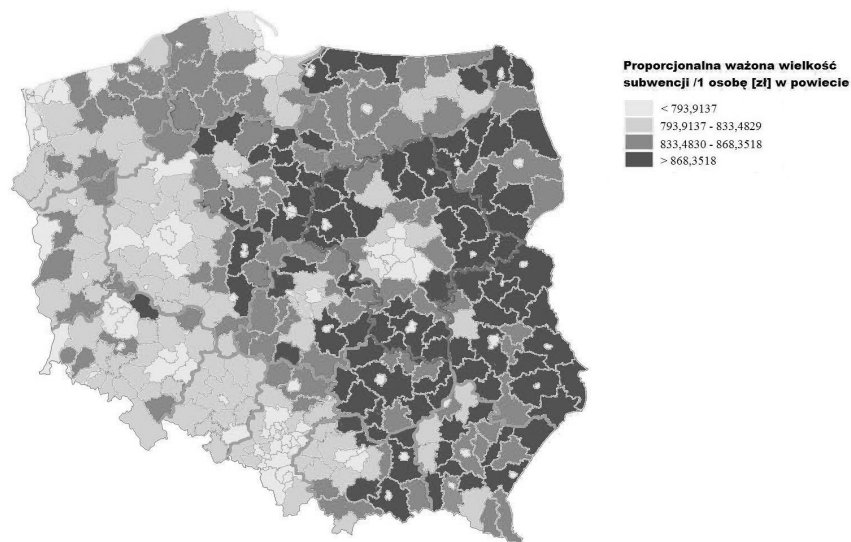 Proporcjonalna ważona wielkość
subwencji /1 osobę [zł] w powiecie
< 793,9137
793,9137 - 833,4829
833,4830 - 868,3518
> 868,3518